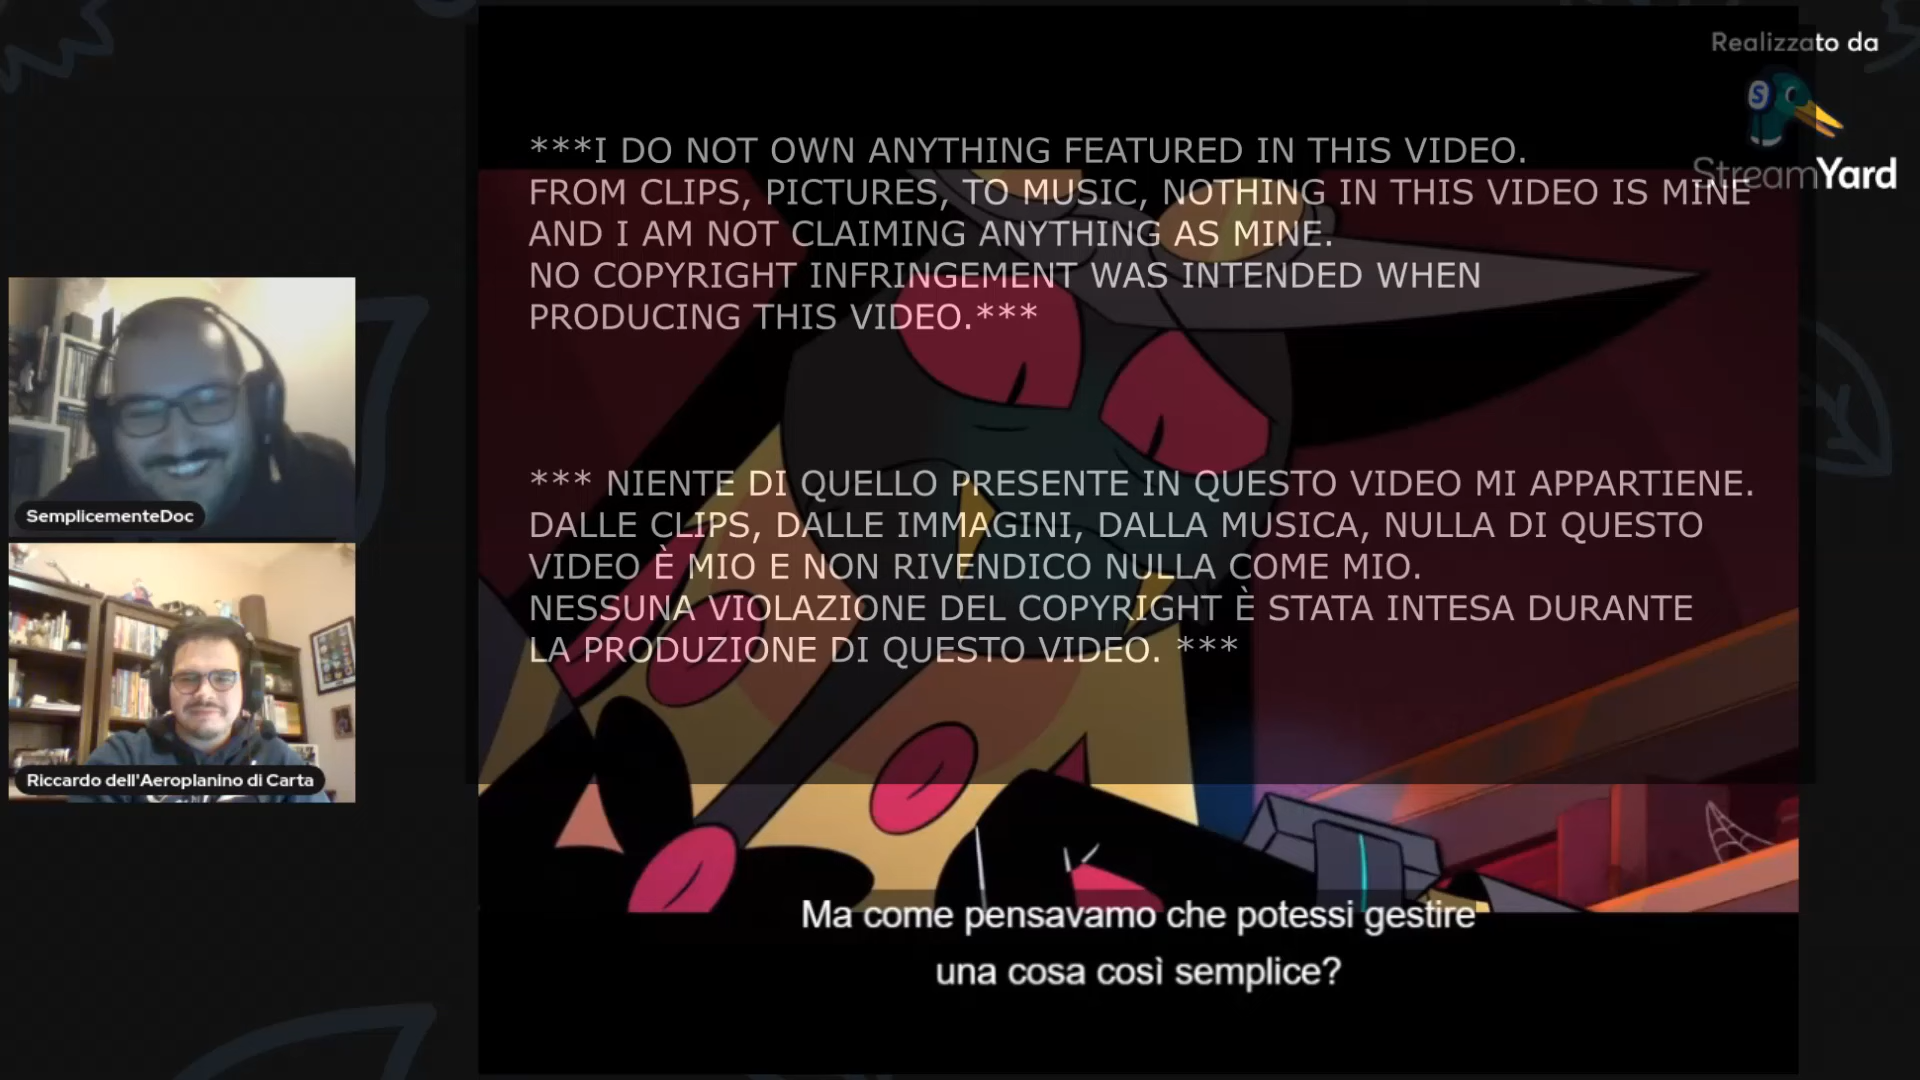 Realizzato da
StreamYard
***I DO NOT OWN ANYTHING FEATURED IN THIS VIDEO.
FROM CLIPS, PICTURES, TO MUSIC, NOTHING IN THIS VIDEO IS MINE
AND I AM NOT CLAIMING ANYTHING AS MINE.
NO COPYRIGHT INFRINGEMENT WAS INTENDED WHEN
PRODUCING THIS VIDEO.***
*** NIENTE DI QUELLO PRESENTE IN QUESTO VIDEO MI APPARTIENE.
DALLE CLIPS, DALLE IMMAGINI, DALLA MUSICA, NULLA DI QUESTO
VIDEO È MIO E NON RIVENDICO NULLA COME MIO.
NESSUNA VIOLAZIONE DEL COPYRIGHT È STATA INTESA DURANTE
LA PRODUZIONE DI QUESTO VIDEO. ***
SemplicementeDoc
Riccardo dell'Aeroplanino di Carta
Ma come pensavamo che potessi gestire
una cosa così semplice?